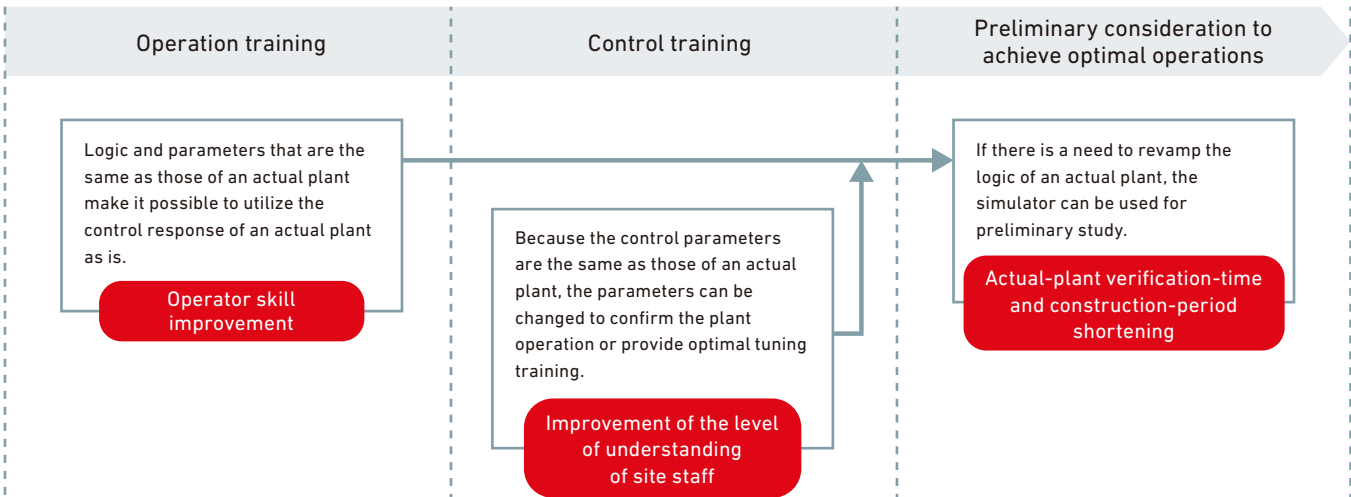 Operation training
Control training
Preliminary consideration to
achieve optimal operations
Logic and parameters that are the
same as those of an actual plant
make it possible to utilize the
control response of an actual plant
as is.
Operator skill
improvement
Because the control parameters
are the same as those of an actual
plant, the parameters can be
changed to confirm the plant
operation or provide optimal tuning
training.
Improvement of the level
of understanding
of site staff
If there is a need to revamp the
logic of an actual plant, the
simulator can be used for
preliminary study.
Actual-plant verification-time
and construction-period
shortening